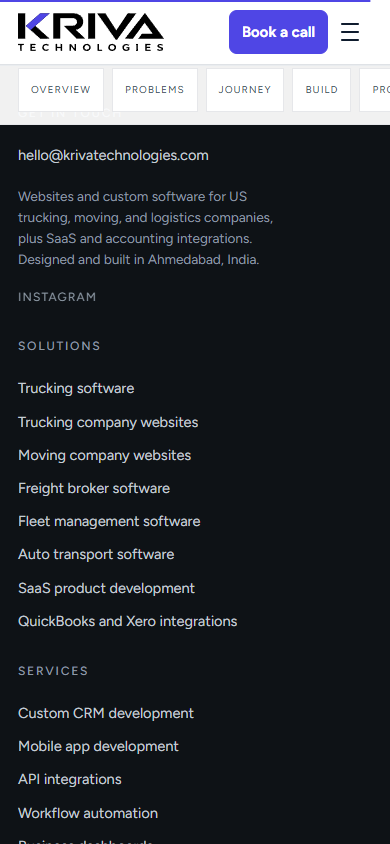 KRIVA
TECHNOLOGIES
Book a call
OVERVIEW
PROBLEMS
JOURNEY
BUILD
GET IN TOUCH
hello@krivatechnologies.com
Websites and custom software for US
trucking, moving, and logistics companies,
plus SaaS and accounting integrations.
Designed and built in Ahmedabad, India.
INSTAGRAM
SOLUTIONS
Trucking software
Trucking company websites
Moving company websites
Freight broker software
Fleet management software
Auto transport software
SaaS product development
QuickBooks and Xero integrations
SERVICES
Custom CRM development
Mobile app development
API integrations
Workflow automation